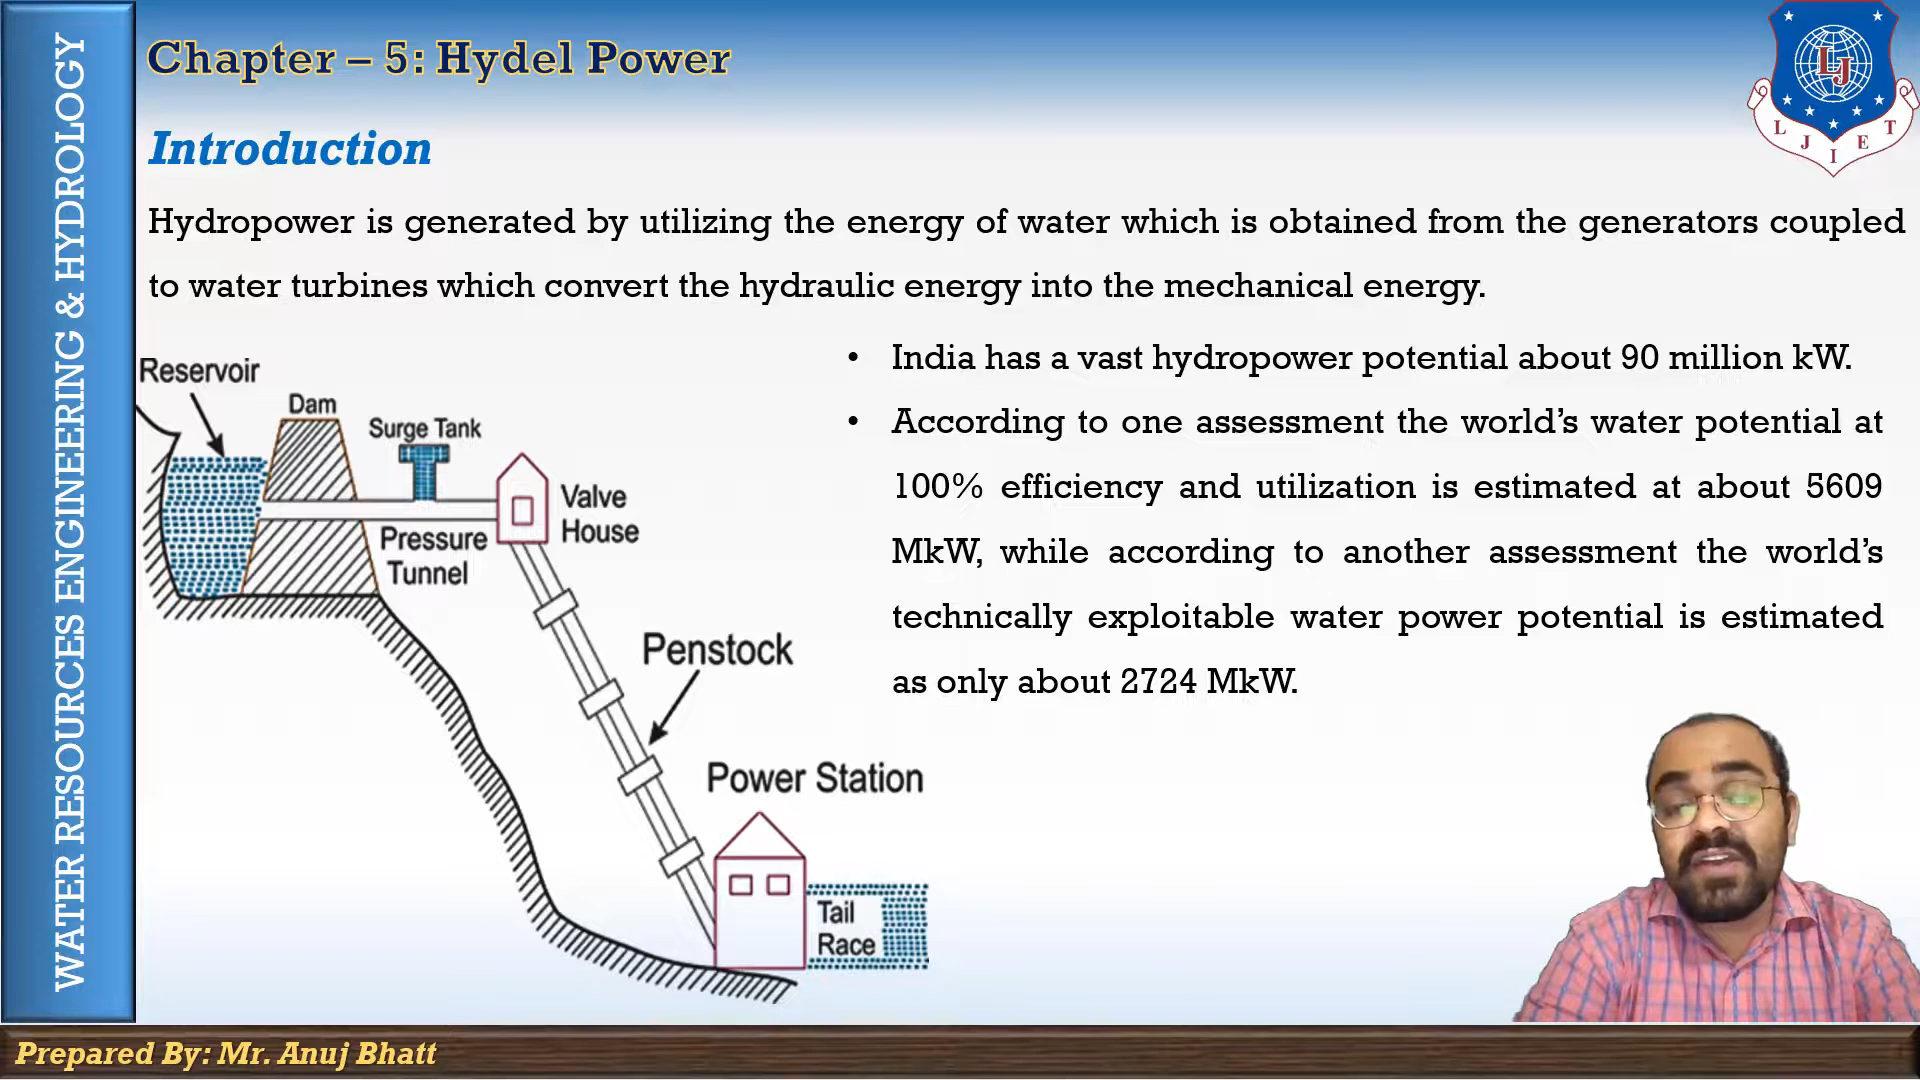 WATER RESOURCES ENGINEERING & HYDROLOGY
Chapter – 5: Hydel Power
LJ
L J I E T
Introduction
Hydropower is generated by utilizing the energy of water which is obtained from the generators coupled
to water turbines which convert the hydraulic energy into the mechanical energy.
Reservoir
Dam
Surge Tank
Valve
House
Pressure
Tunnel
Penstock
Power Station
Tail
Race
• India has a vast hydropower potential about 90 million kW.
• According to one assessment the world’s water potential at
100% efficiency and utilization is estimated at about 5609
MkW, while according to another assessment the world’s
technically exploitable water power potential is estimated
as only about 2724 MkW.
Prepared By: Mr. Anuj Bhatt